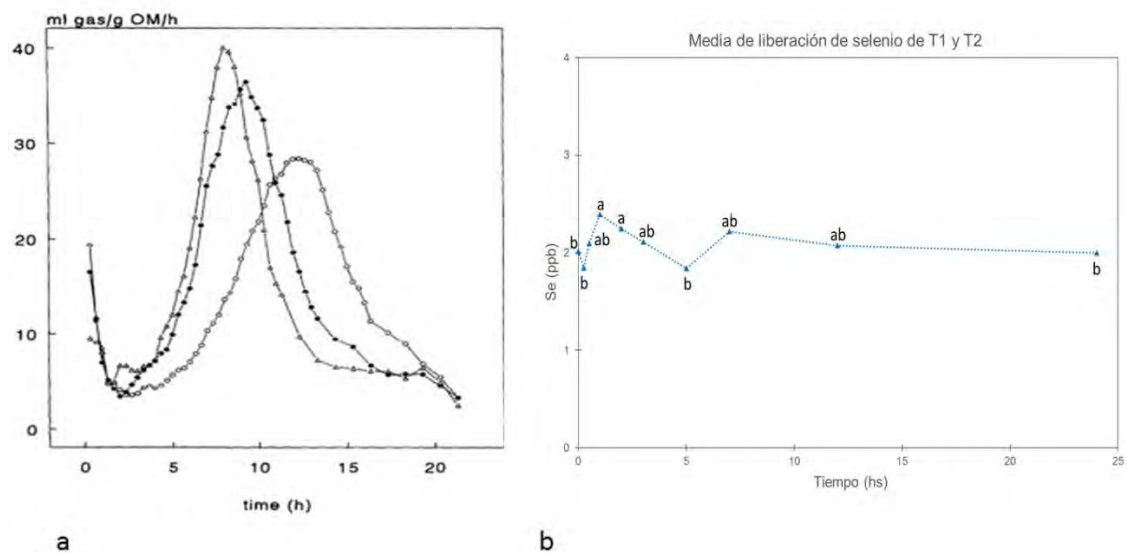 ml gas/g OM/h
40
30
20
10
0
0 5 10 15 20
time (h)
a
Media de liberación de selenio de T1 y T2
4
3
2
1
0
Se (ppb)
b
b
ab
a
a
ab
b
ab
ab
b
0 5 10 15 20 25
Tiempo (hs)
b